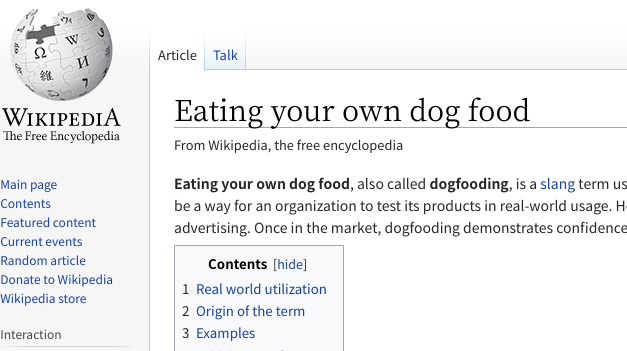 WIKIPEDIA
The Free Encyclopedia
Main page
Contents
Featured content
Current events
Random article
Donate to Wikipedia
Wikipedia store
Interaction
Article Talk
Eating your own dog food
From Wikipedia, the free encyclopedia
Eating your own dog food, also called dogfooding, is a slang term us
be a way for an organization to test its products in real-world usage. H
advertising. Once in the market, dogfooding demonstrates confidence
Contents [hide]
1 Real world utilization
2 Origin of the term
3 Examples